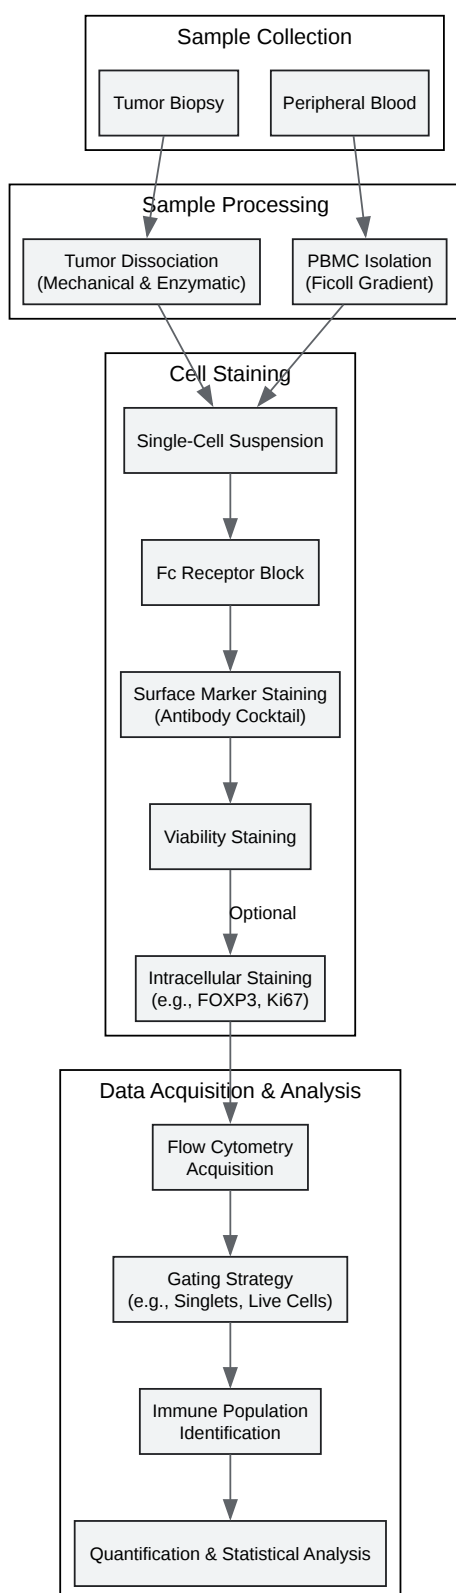 Sample Collection
Tumor Biopsy
Peripheral Blood
Sample Processing
Tumor Dissociation
(Mechanical & Enzymatic)
PBMC Isolation
(Ficoll Gradient)
Cell Staining
Single-Cell Suspension
Fc Receptor Block
Surface Marker Staining
(Antibody Cocktail)
Viability Staining
Optional
Intracellular Staining
(e.g., FOXP3, Ki67)
Data Acquisition & Analysis
Flow Cytometry
Acquisition
Gating Strategy
(e.g., Singlets, Live Cells)
Immune Population
Identification
Quantification & Statistical Analysis